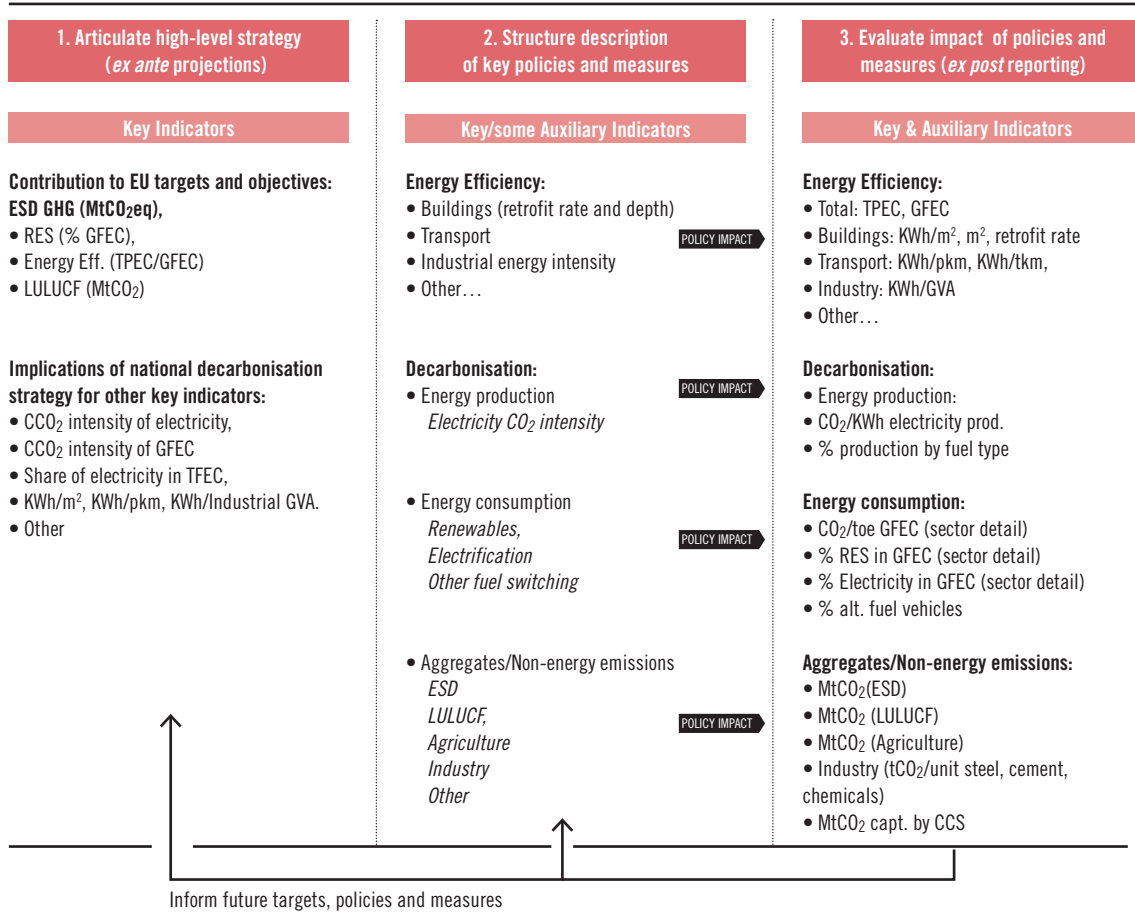 1. Articulate high-level strategy
(ex ante projections)
Key Indicators
Contribution to EU targets and objectives:
ESD GHG (MtCO₂eq),
• RES (% GFEC),
• Energy Eff. (TPEC/GFEC)
• LULUCF (MtCO₂)
Implications of national decarbonisation
strategy for other key indicators:
• CCO₂ intensity of electricity,
• CCO₂ intensity of GFEC
• Share of electricity in TFEC,
• KWh/m², KWh/pkm, KWh/Industrial GVA.
• Other
2. Structure description
of key policies and measures
Key/some Auxiliary Indicators
Energy Efficiency:
• Buildings (retrofit rate and depth)
• Transport
• Industrial energy intensity
• Other…
POLICY IMPACT
Decarbonisation:
• Energy production
Electricity CO₂ intensity
POLICY IMPACT
• Energy consumption
Renewables,
Electrification
Other fuel switching
POLICY IMPACT
• Aggregates/Non-energy emissions
ESD
LULUCF,
Agriculture
Industry
Other
POLICY IMPACT
3. Evaluate impact of policies and
measures (ex post reporting)
Key & Auxiliary Indicators
Energy Efficiency:
• Total: TPEC, GFEC
• Buildings: KWh/m², m², retrofit rate
• Transport: KWh/pkm, KWh/tkm,
• Industry: KWh/GVA
• Other…
Decarbonisation:
• Energy production:
• CO₂/KWh electricity prod.
• % production by fuel type
Energy consumption:
• CO₂/toe GFEC (sector detail)
• % RES in GFEC (sector detail)
• % Electricity in GFEC (sector detail)
• % alt. fuel vehicles
Aggregates/Non-energy emissions:
• MtCO₂(ESD)
• MtCO₂ (LULUCF)
• MtCO₂ (Agriculture)
• Industry (tCO₂/unit steel, cement,
chemicals)
• MtCO₂ capt. by CCS
Inform future targets, policies and measures